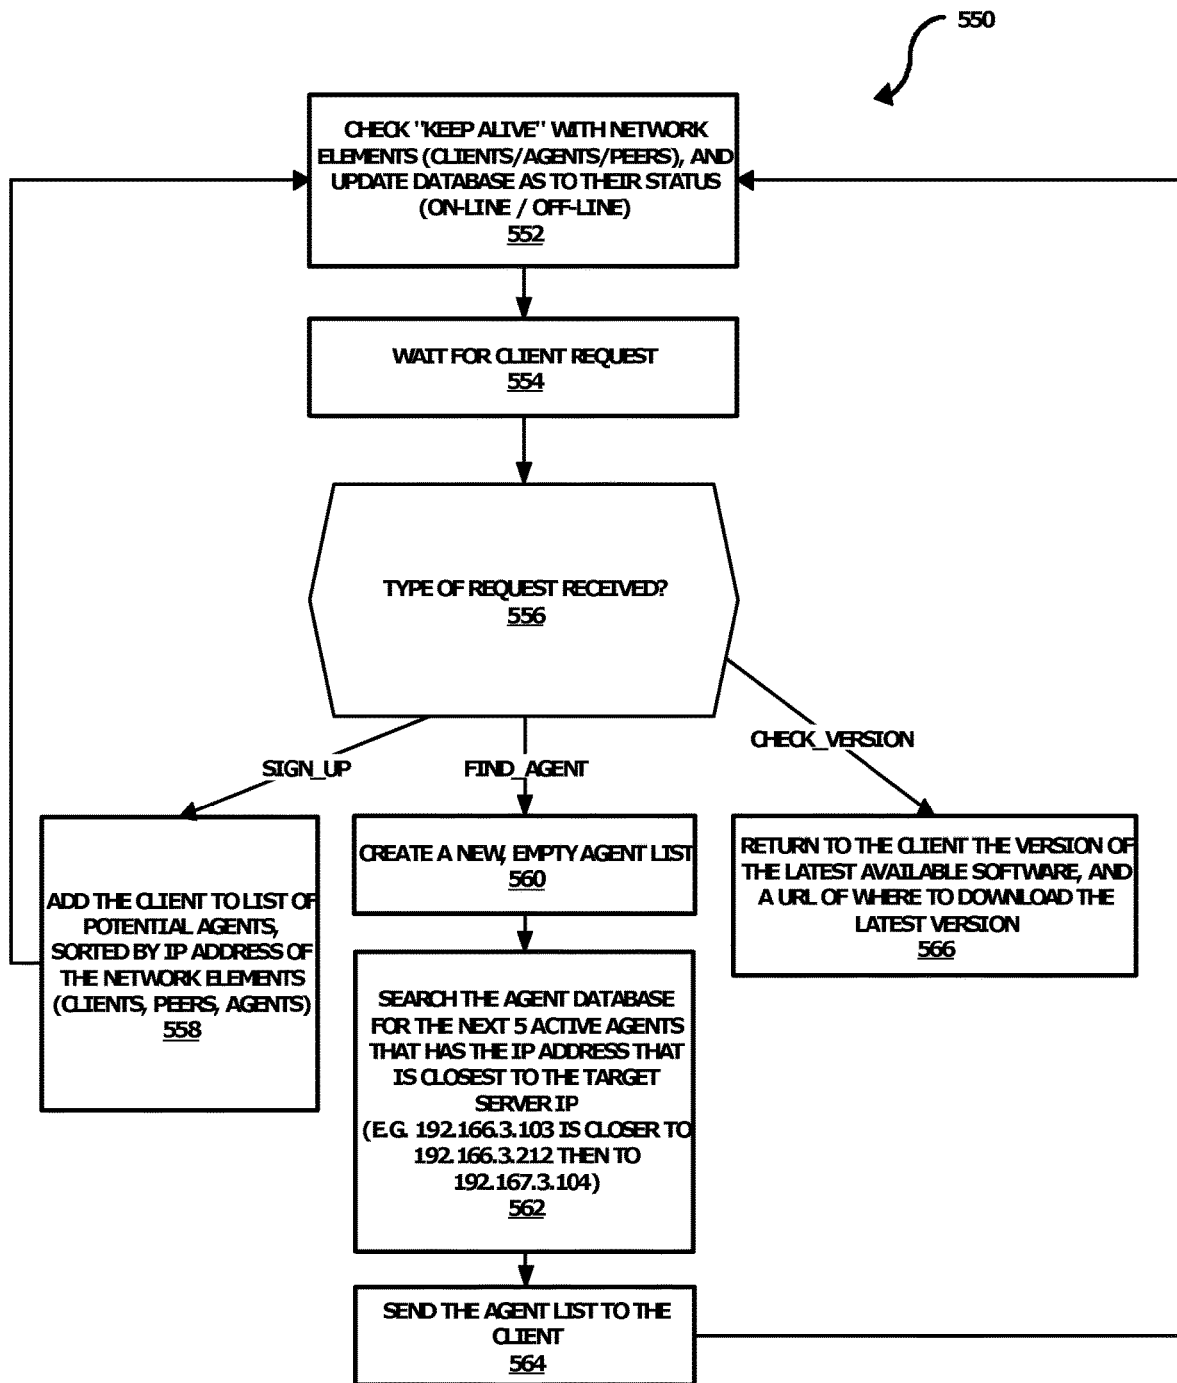 550
CHECK "KEEP ALIVE" WITH NETWORK
ELEMENTS (CLIENTS/AGENTS/PEERS), AND
UPDATE DATABASE AS TO THEIR STATUS
(ON-LINE / OFF-LINE)
552
WAIT FOR CLIENT REQUEST
554
TYPE OF REQUEST RECEIVED?
556
SIGN_UP
FIND_AGENT
CHECK_VERSION
ADD THE CLIENT TO LIST OF
POTENTIAL AGENTS,
SORTED BY IP ADDRESS OF
THE NETWORK ELEMENTS
(CLIENTS, PEERS, AGENTS)
558
CREATE A NEW, EMPTY AGENT LIST
560
SEARCH THE AGENT DATABASE
FOR THE NEXT 5 ACTIVE AGENTS
THAT HAS THE IP ADDRESS THAT
IS CLOSEST TO THE TARGET
SERVER IP
(E.G. 192.166.3.103 IS CLOSER TO
192.166.3.212 THEN TO
192.167.3.104)
562
SEND THE AGENT LIST TO THE
CLIENT
564
RETURN TO THE CLIENT THE VERSION OF
THE LATEST AVAILABLE SOFTWARE, AND
A URL OF WHERE TO DOWNLOAD THE
LATEST VERSION
566